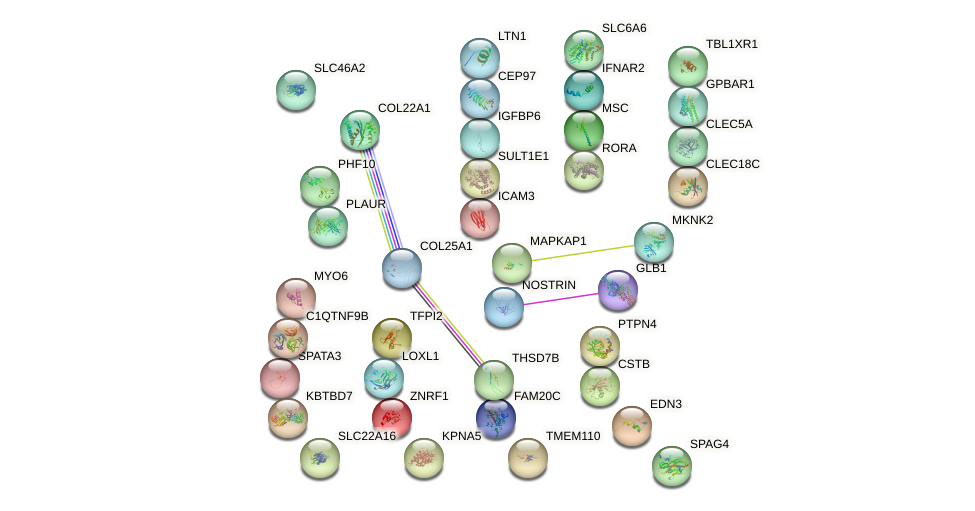 SLC6A6
LTN1
TBL1XR1
SLC46A2
IFNAR2
CEP97
GPBAR1
COL22A1
MSC
IGFBP6
CLEC5A
RORA
SULT1E1
PHF10
CLEC18C
ICAM3
PLAUR
MKNK2
MAPKAP1
COL25A1
GLB1
MYO6
NOSTRIN
C1QTNF9B
TFPI2
PTPN4
SPATA3
LOXL1
THSD7B
CSTB
KBTBD7
ZNRF1
FAM20C
EDN3
SLC22A16
KPNA5
TMEM110
SPAG4